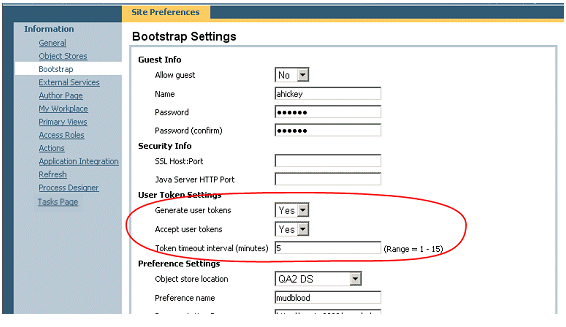 Site Preferences
Information
General
Object Stores
Bootstrap
External Services
Author Page
My Workplace
Primary Views
Access Roles
Actions
Application Integration
Refresh
Process Designer
Tasks Page
Bootstrap Settings
Guest Info
Allow guest No
Name ahickey
Password ••••••
Password (confirm) ••••••
Security Info
SSL Host:Port
Java Server HTTP Port
User Token Settings
Generate user tokens Yes
Accept user tokens Yes
Token timeout interval (minutes) 5 (Range = 1 - 15)
Preference Settings
Object store location QA2 DS
Preference name mudblood